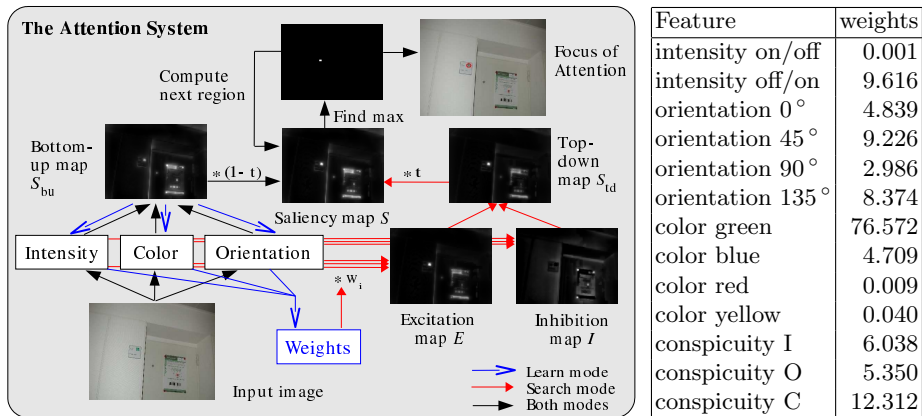 The Attention System
Compute
next region
Focus of
Attention
Find max
Bottom-
up map
S_bu
* (1- t)
* t
Top-
down
map S_td
Saliency map S
Intensity
Color
Orientation
* w_i
Excitation
map E
Inhibition
map I
Weights
Input image
Learn mode
Search mode
Both modes
Feature weights
intensity on/off 0.001
intensity off/on 9.616
orientation 0° 4.839
orientation 45° 9.226
orientation 90° 2.986
orientation 135° 8.374
color green 76.572
color blue 4.709
color red 0.009
color yellow 0.040
conspicuity I 6.038
conspicuity O 5.350
conspicuity C 12.312